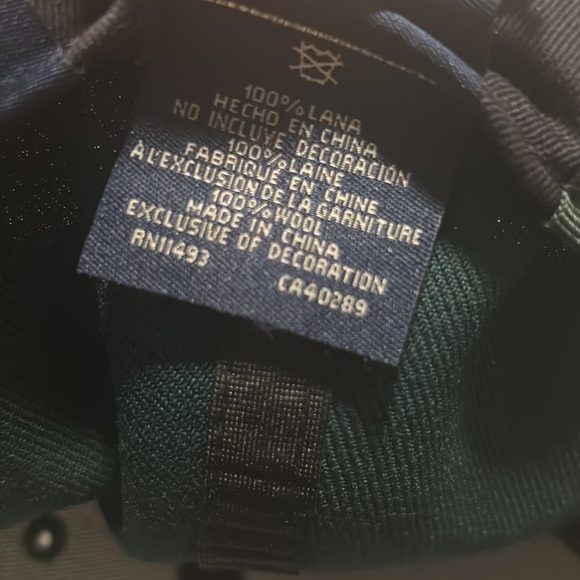 100% LANA
HECHO EN CHINA
NO INCLUYE DECORACIÓN
100% LAINE
FABRIQUÉ EN CHINE
À L'EXCLUSION DE LA GARNITURE
100% WOOL
MADE IN CHINA
EXCLUSIVE OF DECORATION
RN11493 CA40289